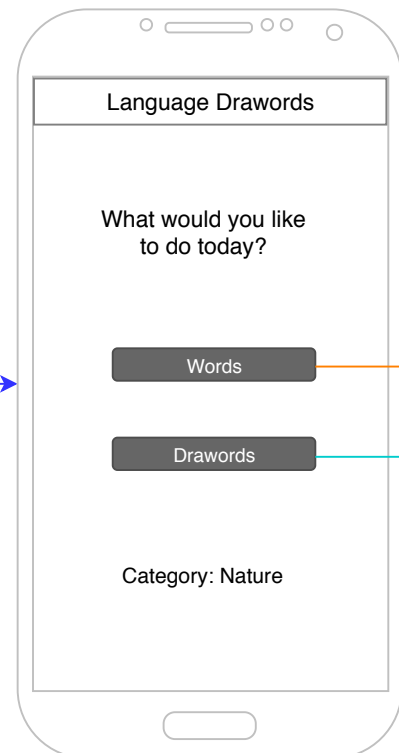 Language Drawords
What would you like
to do today?
Words
Drawords
Category: Nature